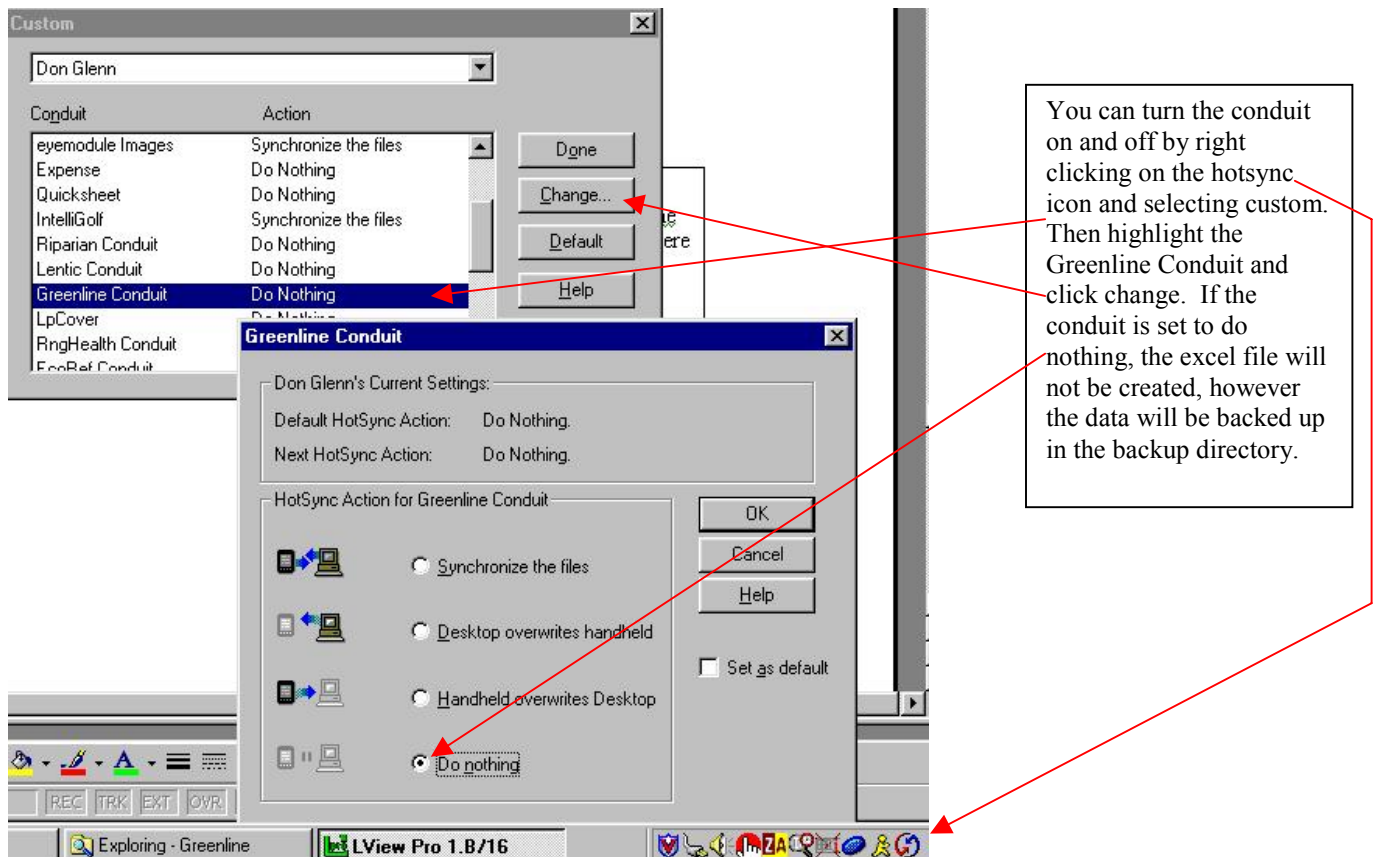 Custom
Don Glenn
Conduit Action
eyemodule Images Synchronize the files
Expense Do Nothing
Quicksheet Do Nothing
IntelliGolf Synchronize the files
Riparian Conduit Do Nothing
Lentic Conduit Do Nothing
Greenline Conduit Do Nothing
LpCover Do Nothing
RngHealth Conduit
EcoRef Conduit
Done
Change...
Default
Help
ere
Greenline Conduit
Don Glenn's Current Settings:
Default HotSync Action: Do Nothing.
Next HotSync Action: Do Nothing.
HotSync Action for Greenline Conduit
Synchronize the files
Desktop overwrites handheld
Handheld overwrites Desktop
Do nothing
OK
Cancel
Help
Set as default
REC TRK EXT OVR
Exploring - Greenline
LView Pro 1.B/16
You can turn the conduit
on and off by right
clicking on the hotsync
icon and selecting custom.
Then highlight the
Greenline Conduit and
click change. If the
conduit is set to do
nothing, the excel file will
not be created, however
the data will be backed up
in the backup directory.